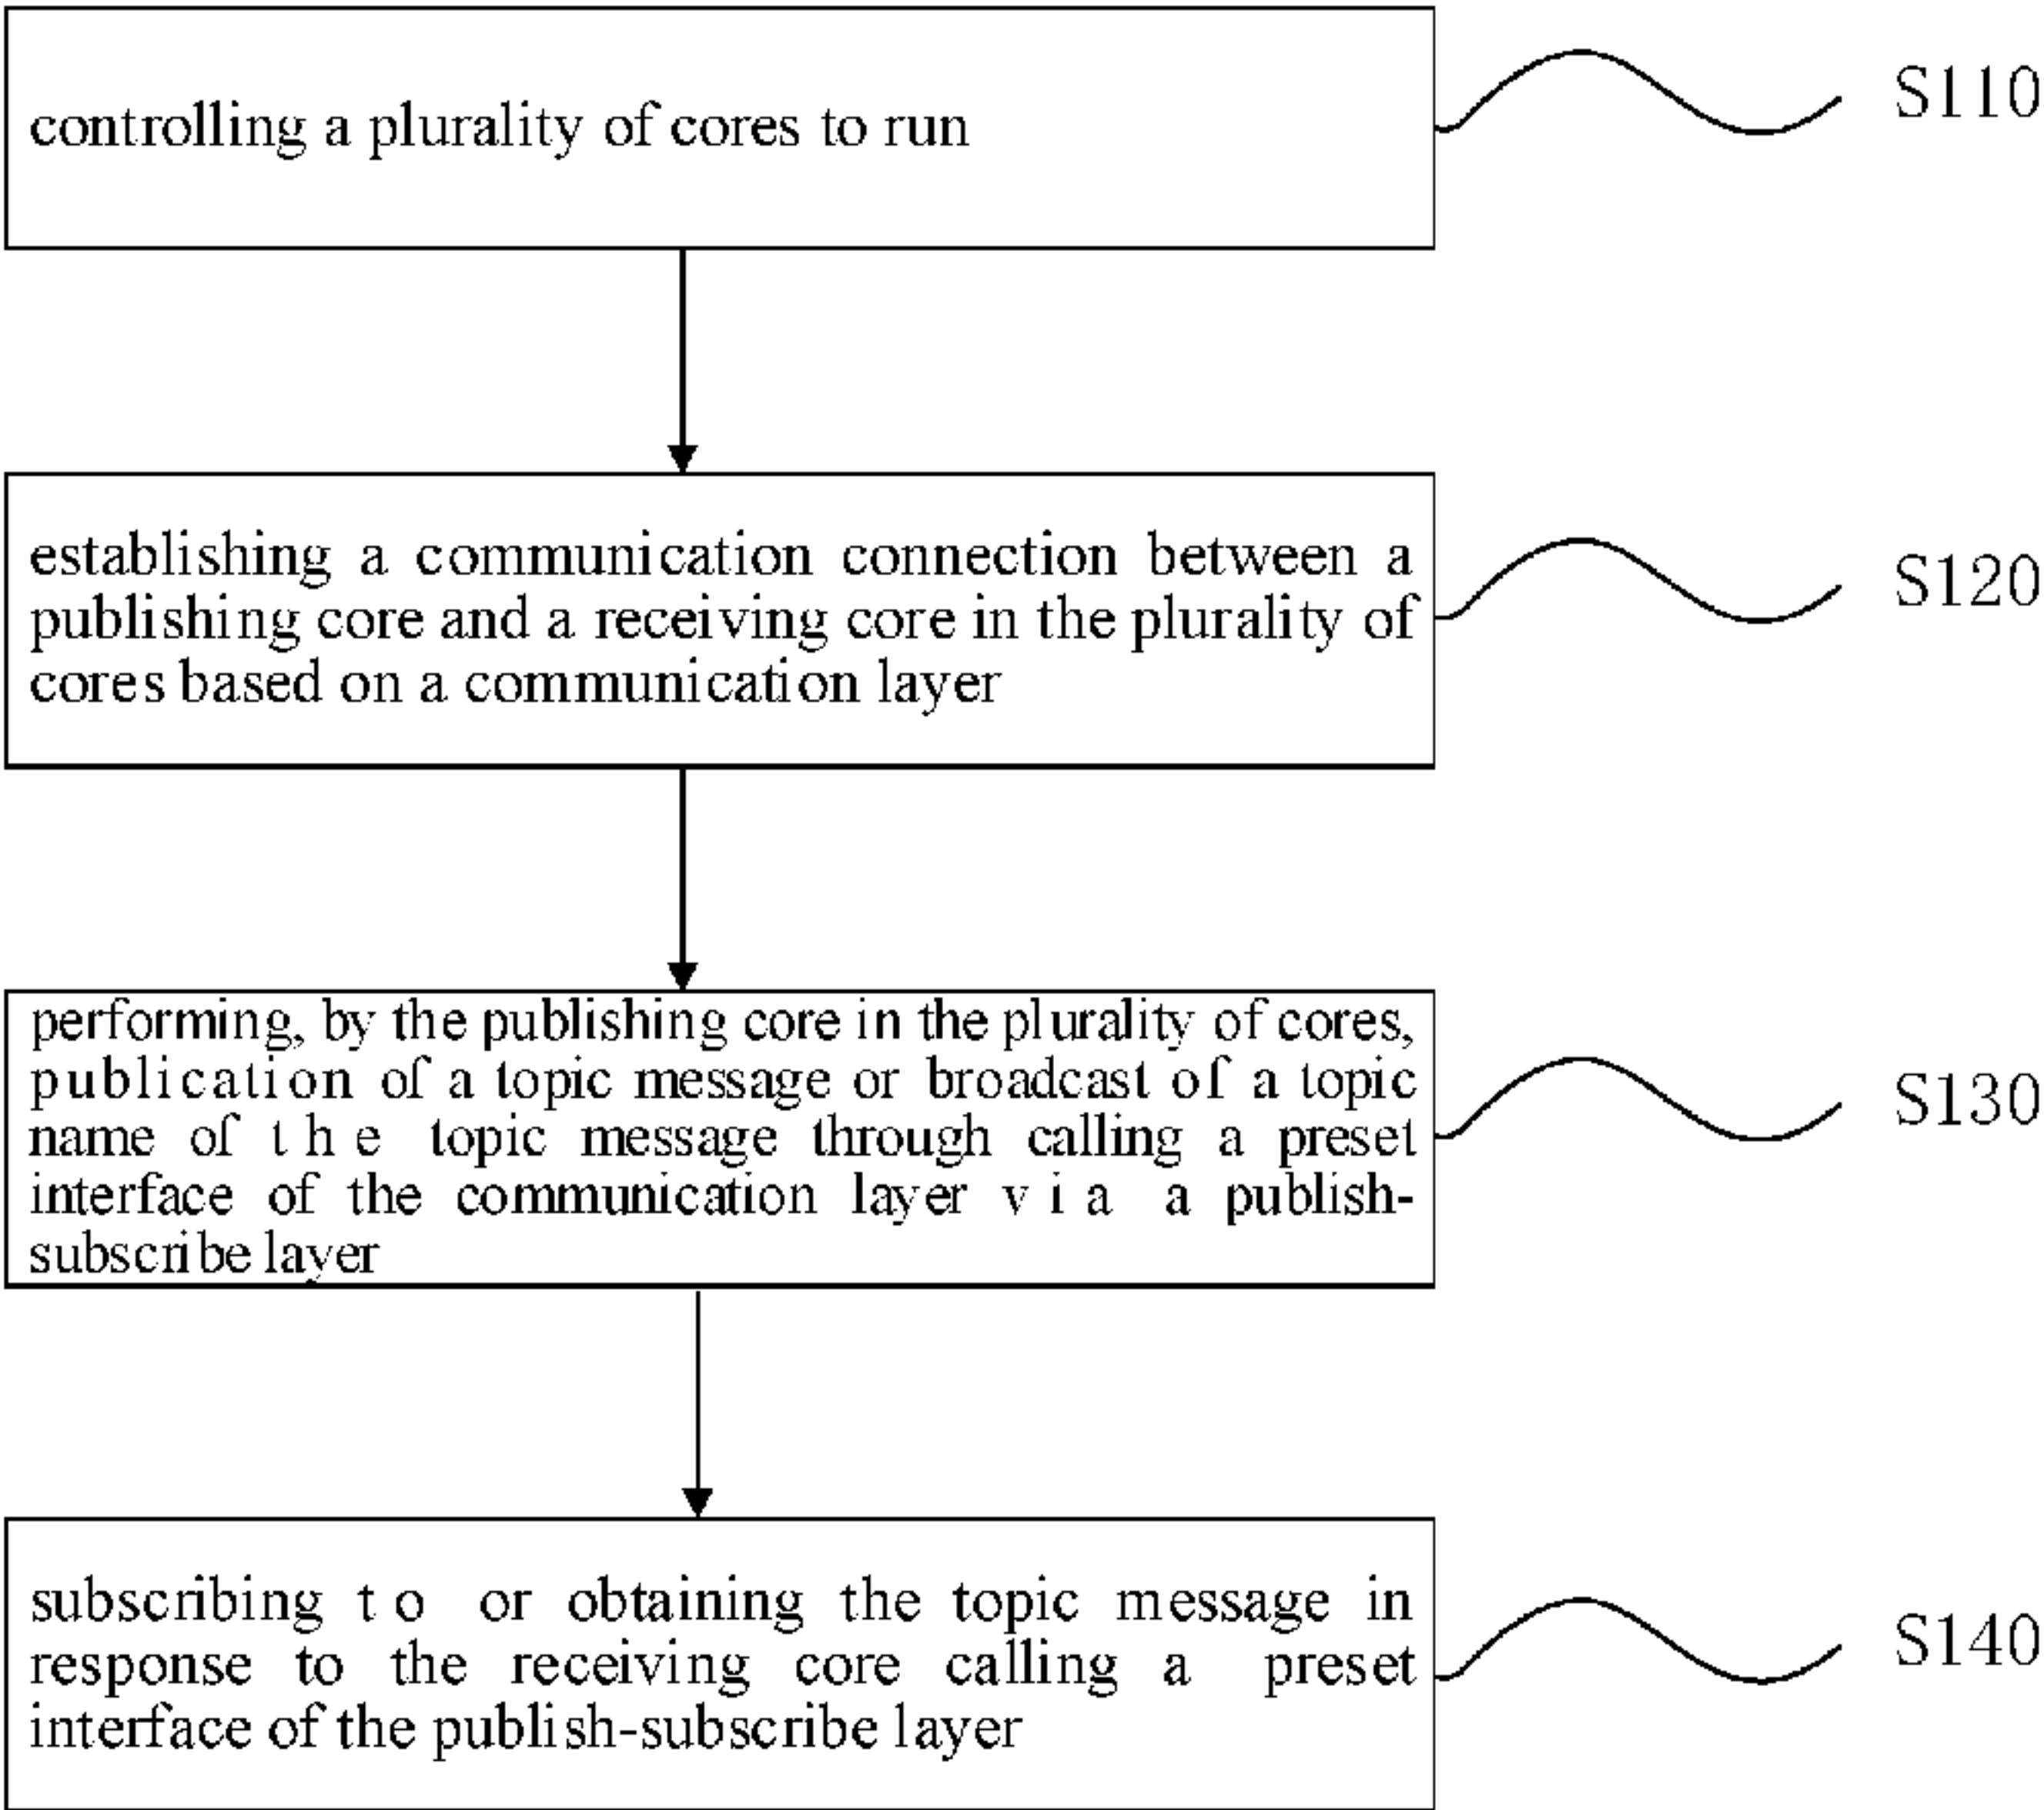 controlling a plurality of cores to run
S110
establishing a communication connection between a
publishing core and a receiving core in the plurality of
cores based on a communication layer
S120
performing, by the publishing core in the plurality of cores,
publication of a topic message or broadcast of a topic
name of the topic message through calling a preset
interface of the communication layer via a publish-
subscribe layer
S130
subscribing to or obtaining the topic message in
response to the receiving core calling a preset
interface of the publish-subscribe layer
S140